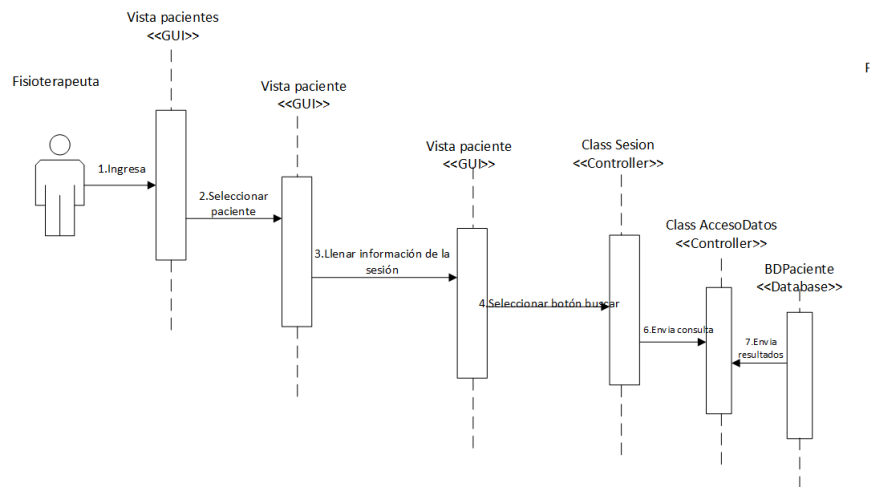 Vista pacientes
<<GUI>>
Fisioterapeuta
Vista paciente
<<GUI>>
Vista paciente
<<GUI>>
Class Sesion
<<Controller>>
Class AccesoDatos
<<Controller>>
BDPaciente
<<Database>>
1.Ingresa
2.Seleccionar
paciente
3.Llenar información de la
sesión
4.Seleccionar botón buscar
6.Envia consulta
7.Envia
resultados